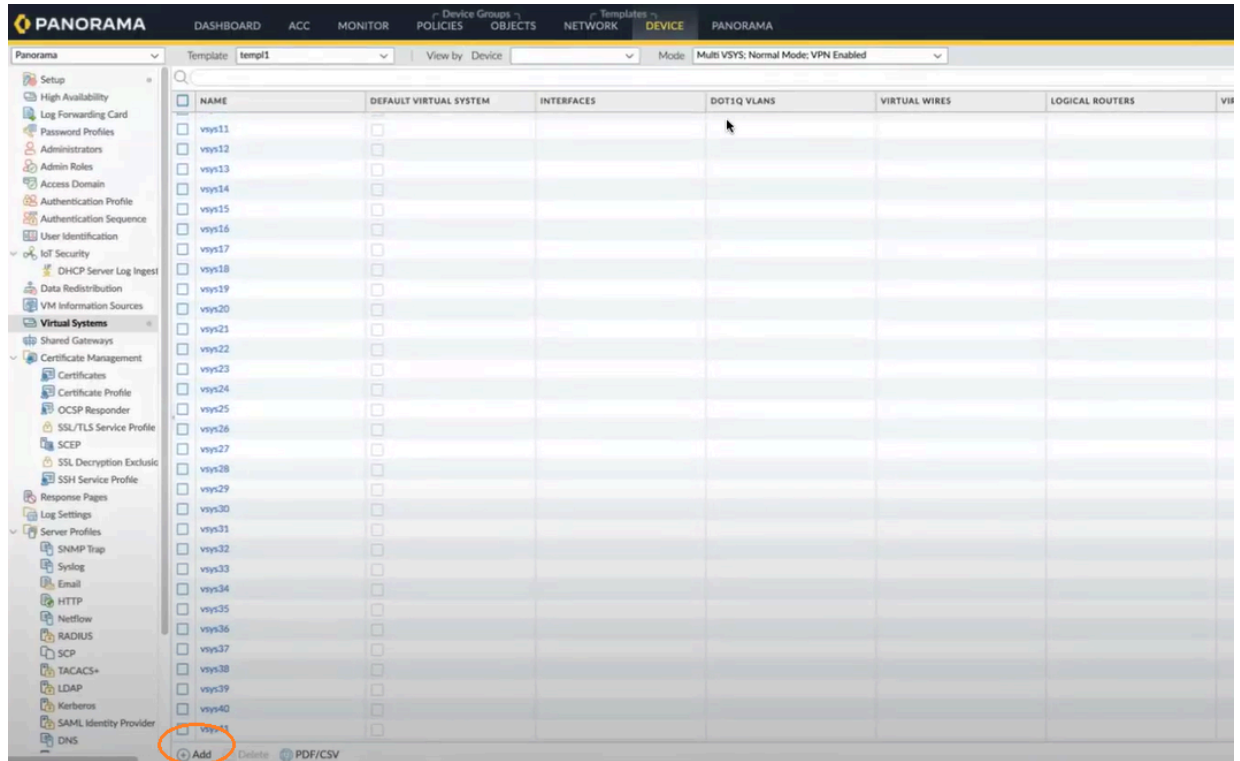 PANORAMA
DASHBOARD ACC MONITOR Device Groups POLICIES OBJECTS Templates NETWORK DEVICE PANORAMA
Panorama Template templ1 View by Device Mode Multi VSYS; Normal Mode; VPN Enabled
Setup
High Availability
Log Forwarding Card
Password Profiles
Administrators
Admin Roles
Access Domain
Authentication Profile
Authentication Sequence
User Identification
IoT Security
DHCP Server Log Ingest
Data Redistribution
VM Information Sources
Virtual Systems
Shared Gateways
Certificate Management
Certificates
Certificate Profile
OCSP Responder
SSL/TLS Service Profile
SCEP
SSL Decryption Exclusio
SSH Service Profile
Response Pages
Log Settings
Server Profiles
SNMP Trap
Syslog
Email
HTTP
Netflow
RADIUS
SCP
TACACS+
LDAP
Kerberos
SAML Identity Provider
DNS
NAME DEFAULT VIRTUAL SYSTEM INTERFACES DOT1Q VLANS VIRTUAL WIRES LOGICAL ROUTERS VIR
vsys11
vsys12
vsys13
vsys14
vsys15
vsys16
vsys17
vsys18
vsys19
vsys20
vsys21
vsys22
vsys23
vsys24
vsys25
vsys26
vsys27
vsys28
vsys29
vsys30
vsys31
vsys32
vsys33
vsys34
vsys35
vsys36
vsys37
vsys38
vsys39
vsys40
vsys41
Add Delete PDF/CSV